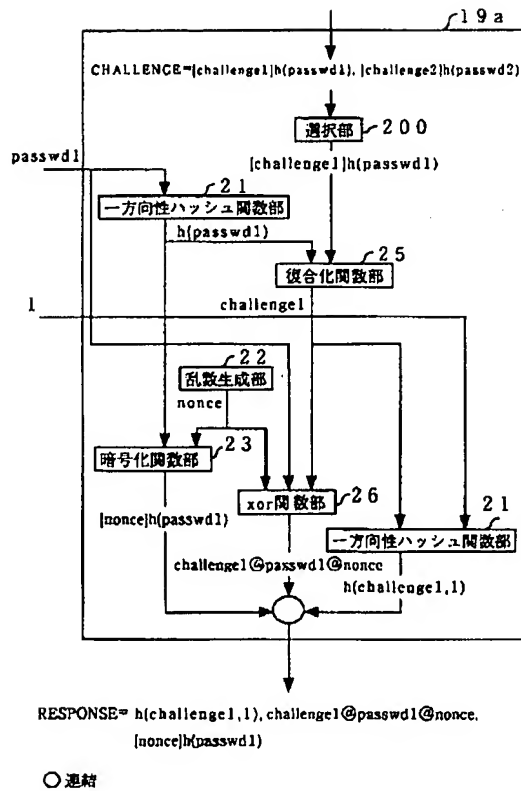 19a
CHALLENGE=[challenge1]h(passwd1), [challenge2]h(passwd2)
選択部 200
passwd1
[challenge1]h(passwd1)
21
一方向性ハッシュ関数部
h(passwd1)
25
復合化関数部
1
challenge1
22
乱数生成部
nonce
23
暗号化関数部
xor関数部 26
21
一方向性ハッシュ関数部
[nonce]h(passwd1)
challenge1@passwd1@nonce
h(challenge1,1)
RESPONSE= h(challenge1,1), challenge1@passwd1@nonce,
[nonce]h(passwd1)
○ 連結